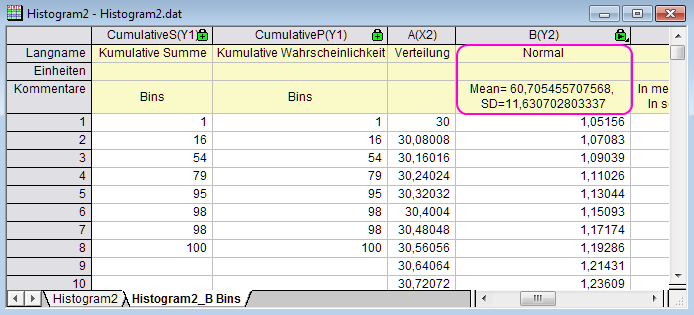 Histogram2 - Histogram2.dat
CumulativeS(Y1) CumulativeP(Y1) A(X2) B(Y2)
Langname Kumulative Summe Kumulative Wahrscheinlichkeit Verteilung Normal
Einheiten
Kommentare Bins Bins Mean= 60,705455707568, In me
SD=11,630702803337 In s
1 1 1 30 1,05156
2 16 16 30,08008 1,07083
3 54 54 30,16016 1,09039
4 79 79 30,24024 1,11026
5 95 95 30,32032 1,13044
6 98 98 30,4004 1,15093
7 98 98 30,48048 1,17174
8 100 100 30,56056 1,19286
9 30,64064 1,21431
10 30,72072 1,23609
Histogram2 Histogram2_B Bins